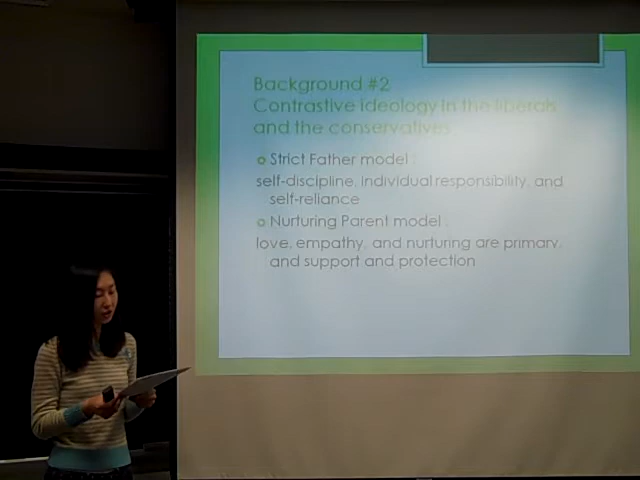 Background #2
Contrastive ideology in the liberals
and the conservatives
Strict Father model :
self-discipline, individual responsibility, and
self-reliance
Nurturing Parent model :
love, empathy, and nurturing are primary,
and support and protection